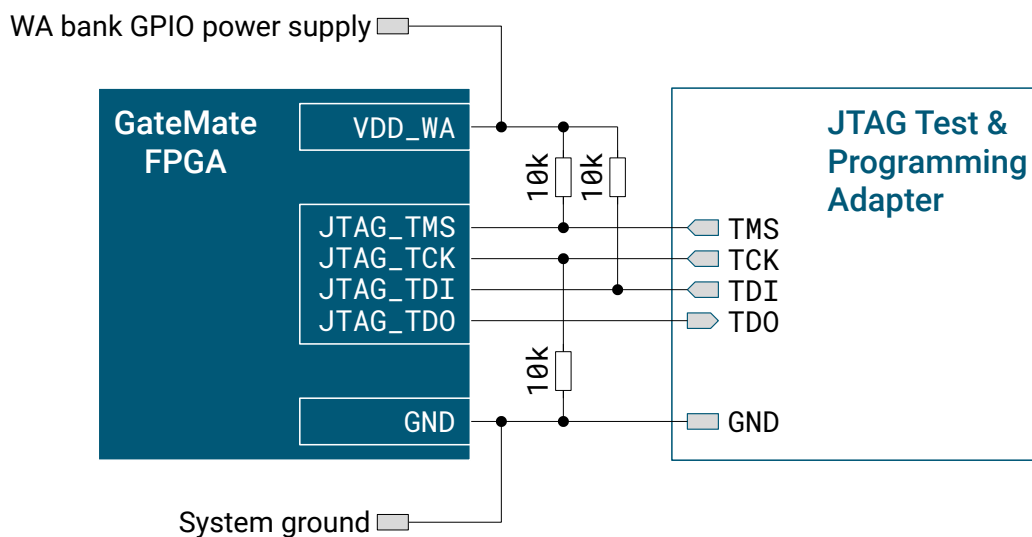 WA bank GPIO power supply
GateMate
FPGA
VDD_WA
10k
10k
JTAG Test &
Programming
Adapter
JTAG_TMS
JTAG_TCK
JTAG_TDI
JTAG_TDO
TMS
TCK
TDI
TDO
10k
GND
GND
System ground